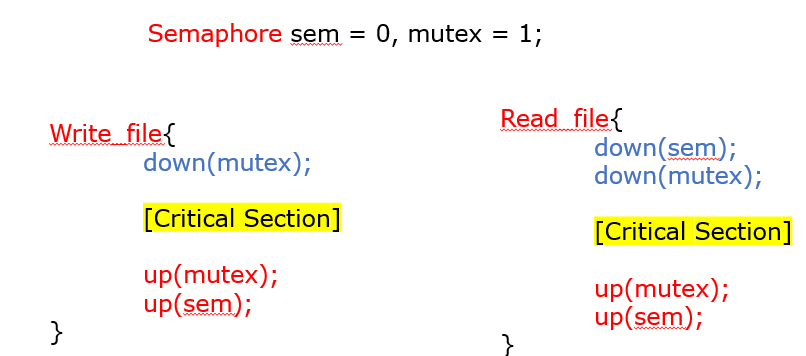 Semaphore sem = 0, mutex = 1;
Write_file{
down(mutex);
[Critical Section]
up(mutex);
up(sem);
}
Read_file{
down(sem);
down(mutex);
[Critical Section]
up(mutex);
up(sem);
}